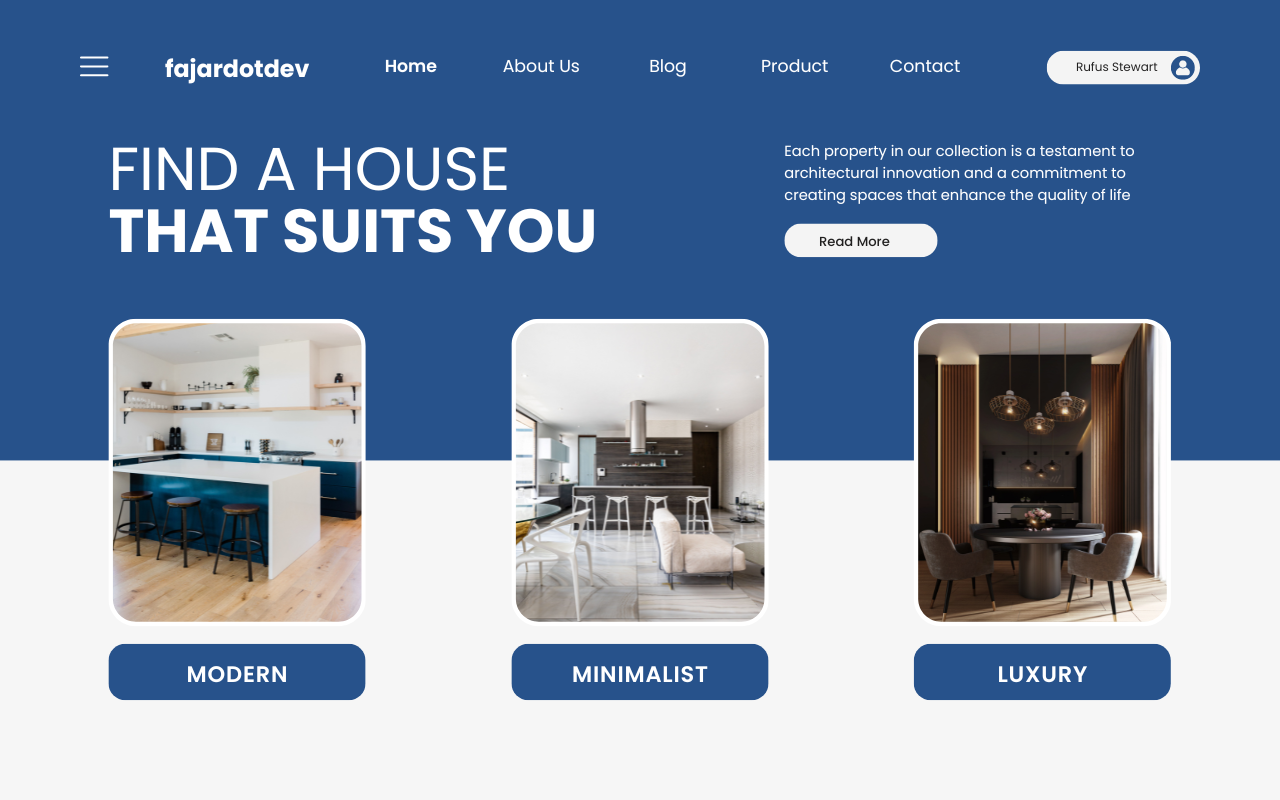 fajardotdev
Home
About Us
Blog
Product
Contact
Rufus Stewart
FIND A HOUSE
THAT SUITS YOU
Each property in our collection is a testament to
architectural innovation and a commitment to
creating spaces that enhance the quality of life
Read More
MODERN
MINIMALIST
LUXURY